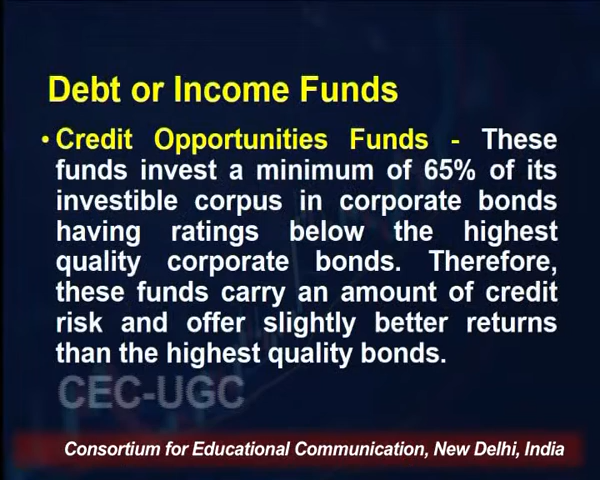 Debt or Income Funds
• Credit Opportunities Funds - These
funds invest a minimum of 65% of its
investible corpus in corporate bonds
having ratings below the highest
quality corporate bonds. Therefore,
these funds carry an amount of credit
risk and offer slightly better returns
than the highest quality bonds.
CEC-UGC
Consortium for Educational Communication, New Delhi, India